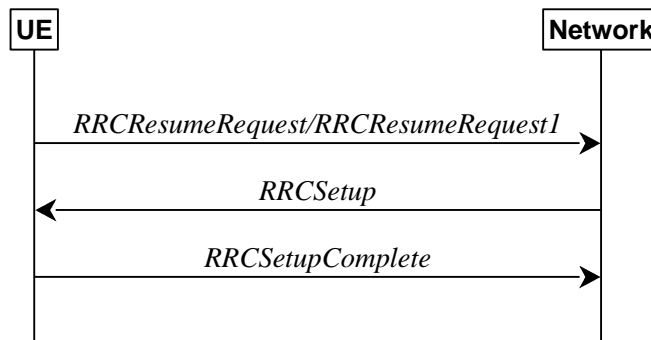 UE
Network
RRCResumeRequest/RRCResumeRequest1
RRCSetup
RRCSetupComplete